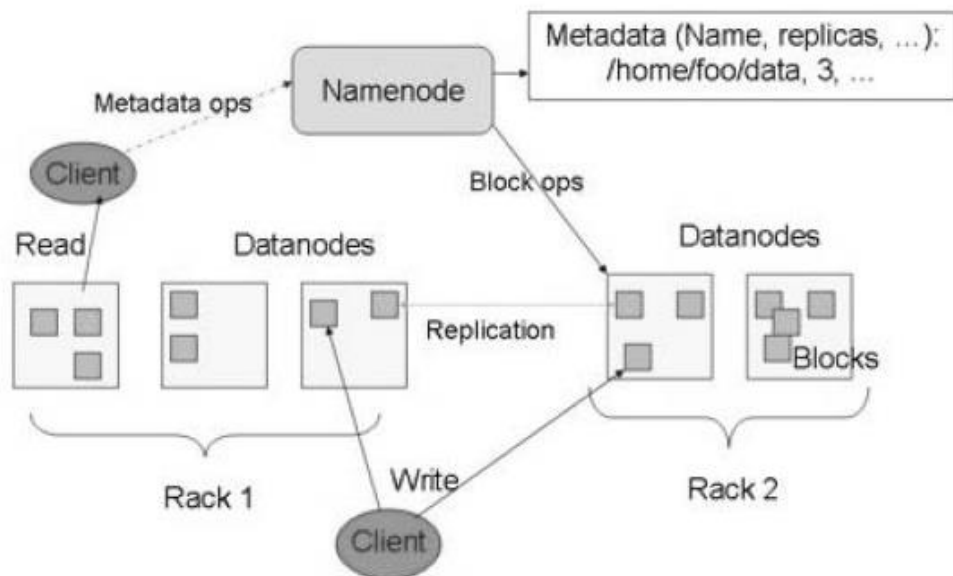 Metadata (Name, replicas, ...):
/home/foo/data, 3, ...
Namenode
Metadata ops
Client
Block ops
Read
Datanodes
Datanodes
Replication
Blocks
Rack 1
Write
Rack 2
Client